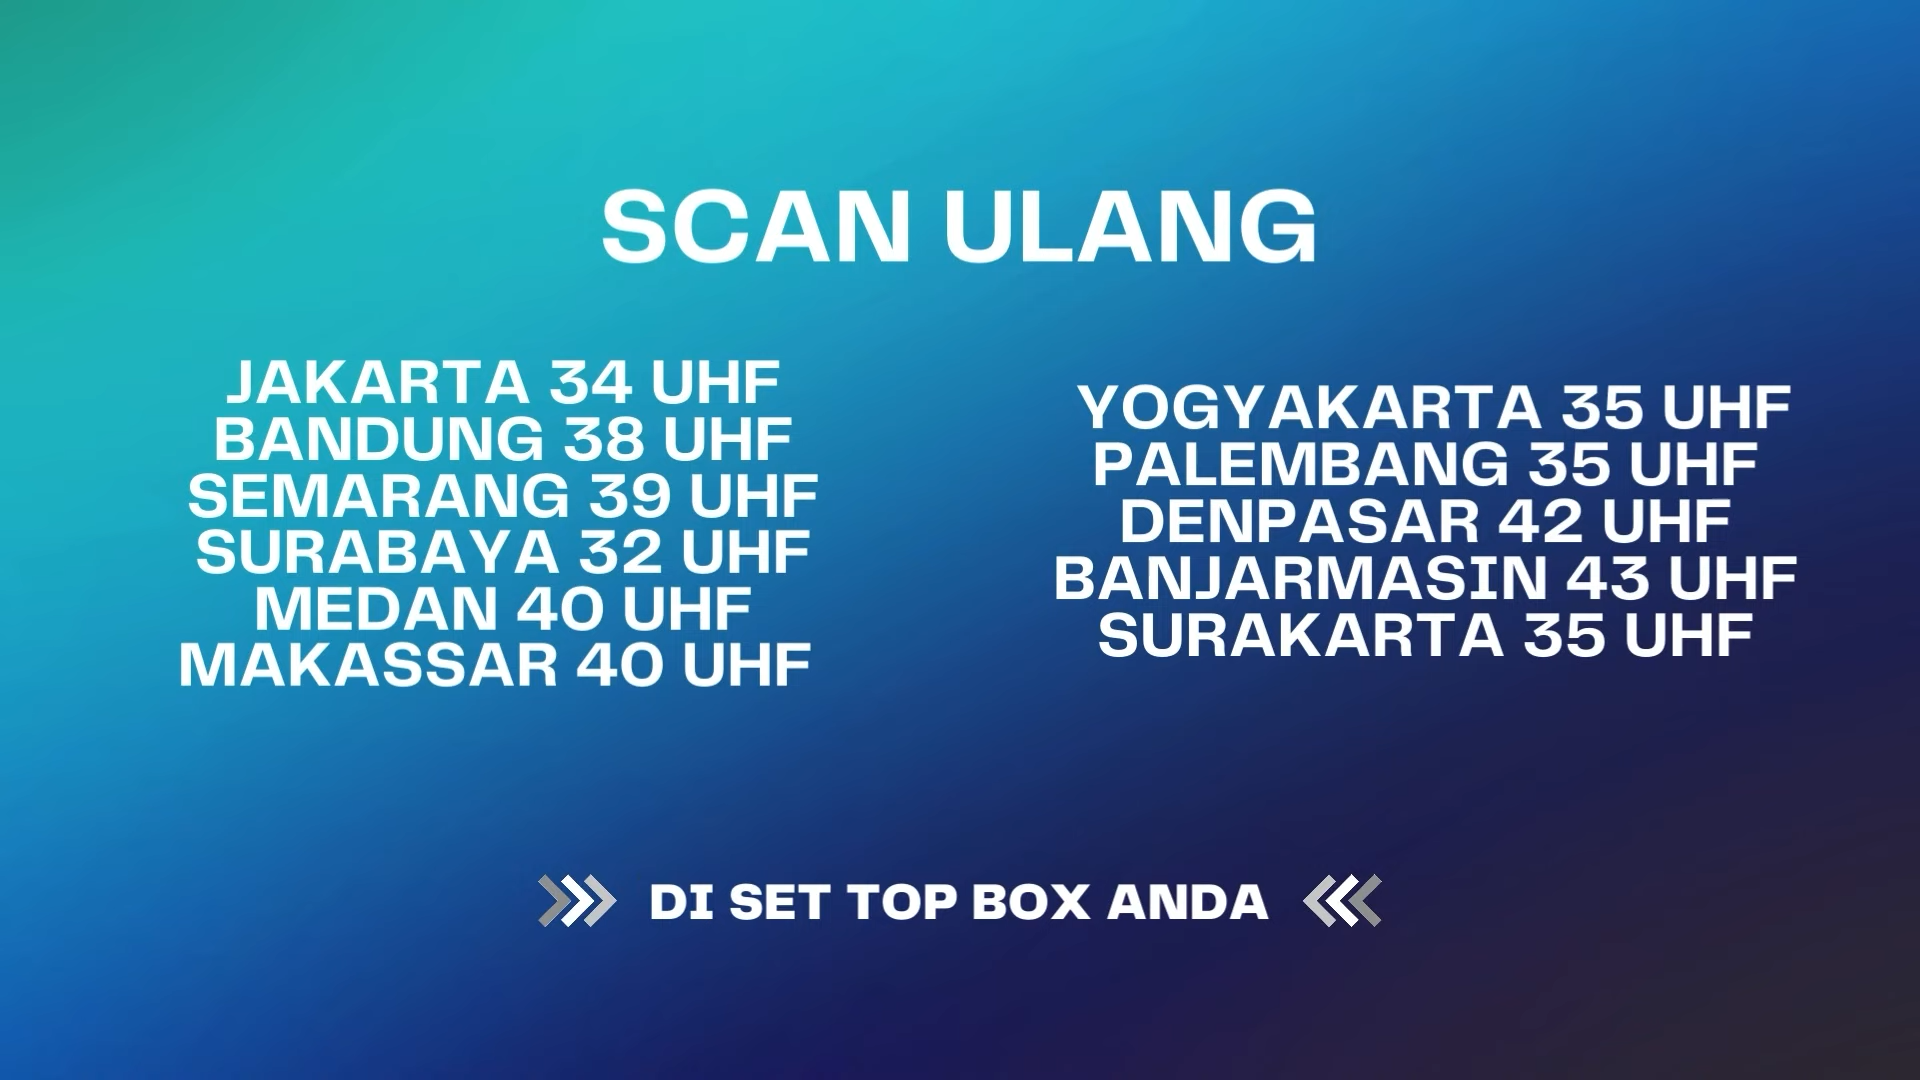 SCAN ULANG
JAKARTA 34 UHF
BANDUNG 38 UHF
SEMARANG 39 UHF
SURABAYA 32 UHF
MEDAN 40 UHF
MAKASSAR 40 UHF
YOGYAKARTA 35 UHF
PALEMBANG 35 UHF
DENPASAR 42 UHF
BANJARMASIN 43 UHF
SURAKARTA 35 UHF
DI SET TOP BOX ANDA